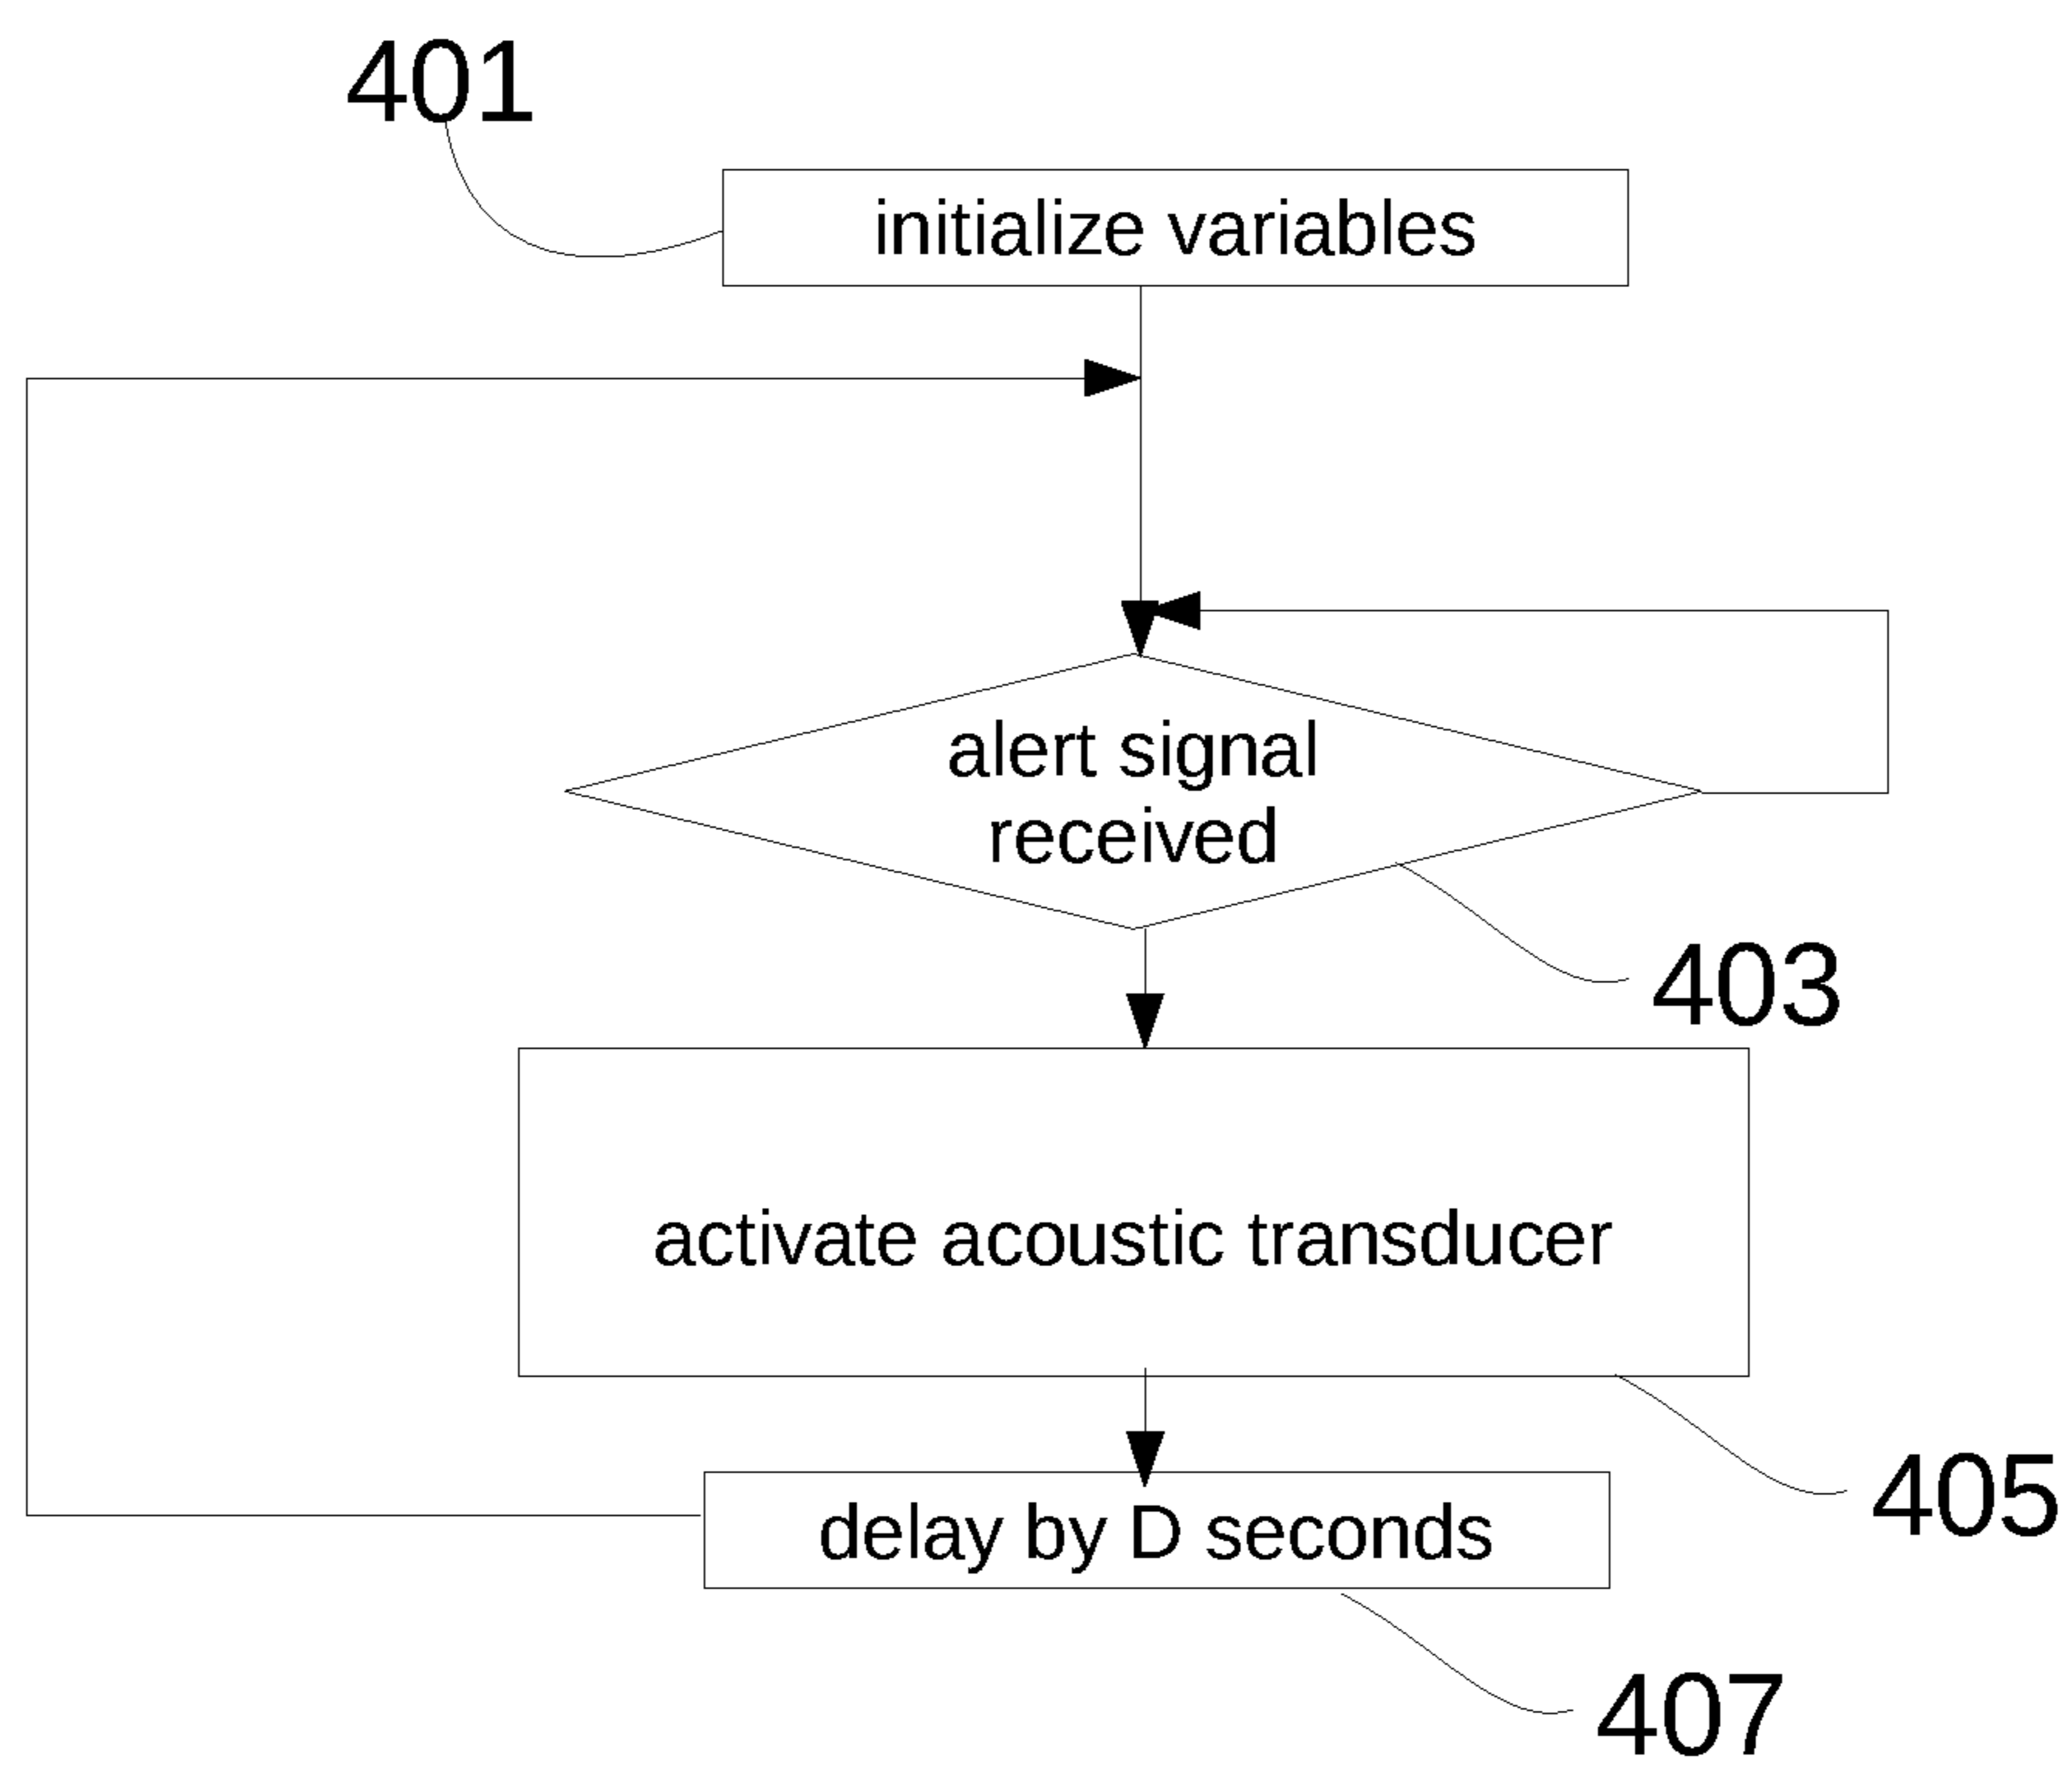 401
initialize variables
alert signal
received
403
activate acoustic transducer
405
delay by D seconds
407